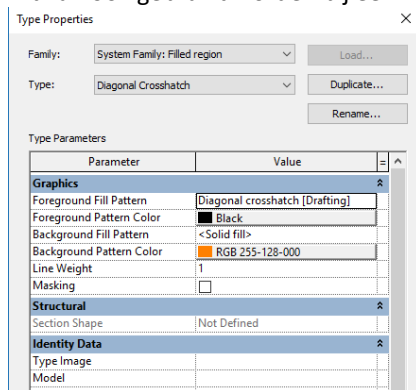 Type Properties
Family: System Family: Filled region Load...
Type: Diagonal Crosshatch Duplicate...
Rename...
Type Parameters
Parameter Value =
Graphics
Foreground Fill Pattern Diagonal crosshatch [Drafting]
Foreground Pattern Color Black
Background Fill Pattern <Solid fill>
Background Pattern Color RGB 255-128-000
Line Weight 1
Masking
Structural
Section Shape Not Defined
Identity Data
Type Image
Model